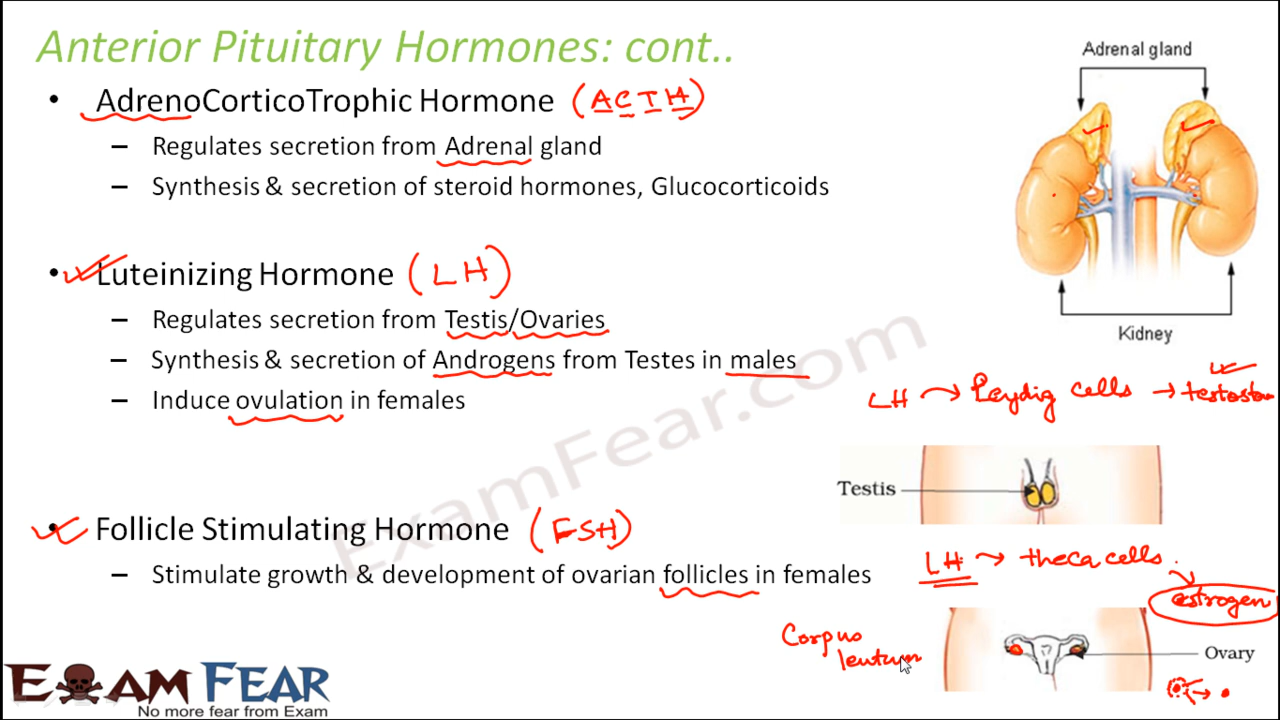 Anterior Pituitary Hormones: cont..
• AdrenoCorticoTrophic Hormone (ACTH)
– Regulates secretion from Adrenal gland
– Synthesis & secretion of steroid hormones, Glucocorticoids
• Luteinizing Hormone (LH)
– Regulates secretion from Testis/Ovaries
– Synthesis & secretion of Androgens from Testes in males
– Induce ovulation in females
• Follicle Stimulating Hormone (FSH)
– Stimulate growth & development of ovarian follicles in females
Adrenal gland
Kidney
LH → Leydig cells →
Testis
LH → theca cells
estrogen
Corpus
leutum
Ovary
ExamFear.com
EXAM FEAR
No more fear from Exam